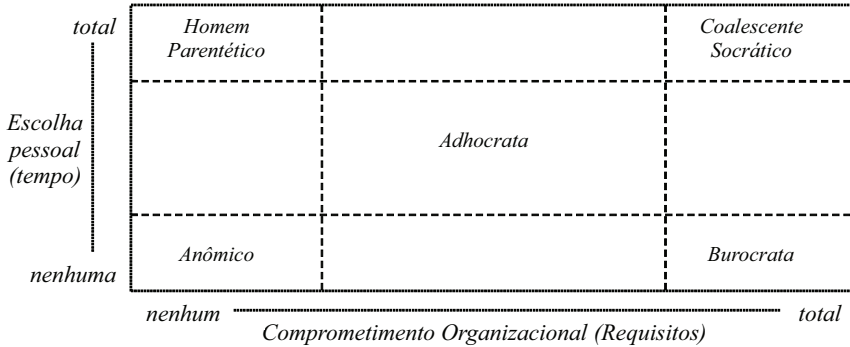 total
Homem
Parentético
Coalescente
Socrático
Escolha
pessoal
(tempo)
Adhocrata
nenhuma
Anômico
Burocrata
nenhum
total
Comprometimento Organizacional (Requisitos)